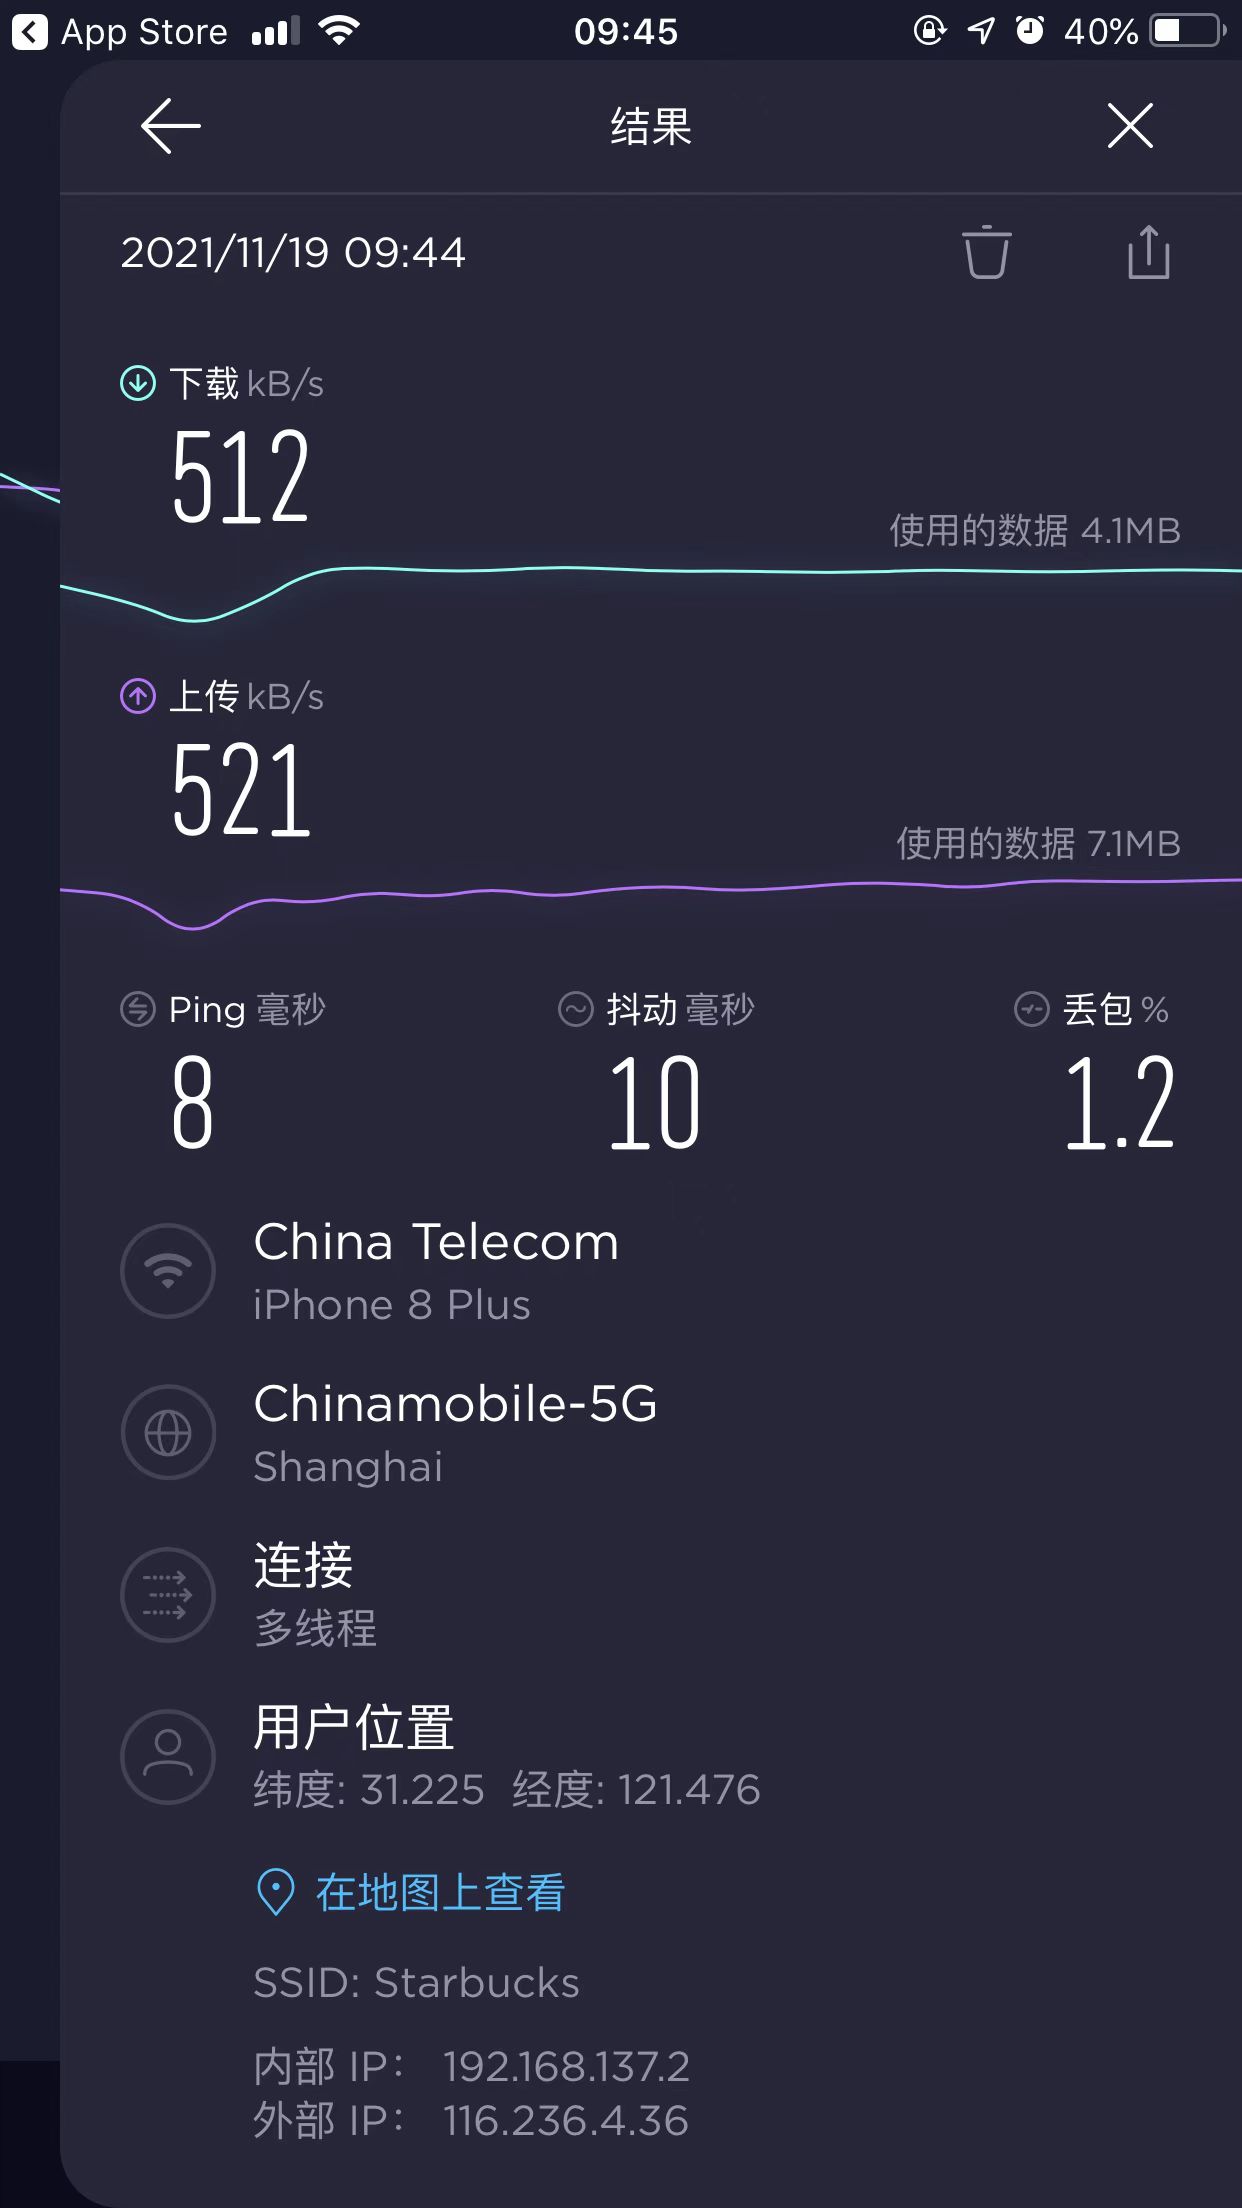 App Store 09:45 40%
结果
2021/11/19 09:44
下载 kB/s
512
使用的数据 4.1MB
上传 kB/s
521
使用的数据 7.1MB
Ping 毫秒 抖动 毫秒 丢包 %
8 10 1.2
China Telecom
iPhone 8 Plus
Chinamobile-5G
Shanghai
连接
多线程
用户位置
纬度: 31.225 经度: 121.476
在地图上查看
SSID: Starbucks
内部 IP： 192.168.137.2
外部 IP： 116.236.4.36